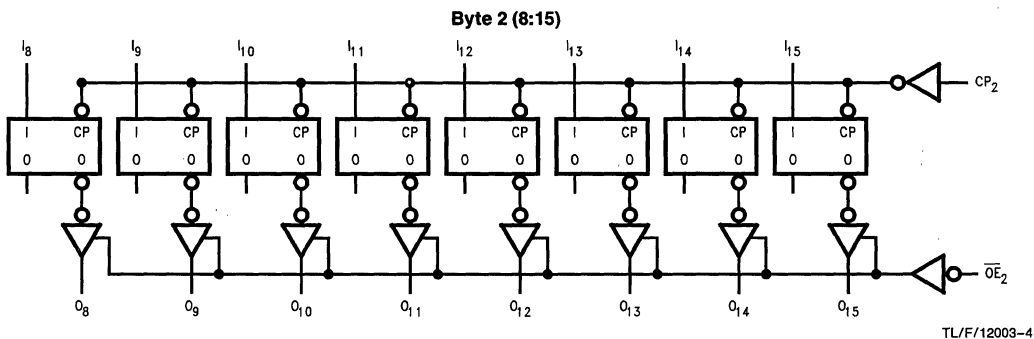 Byte 2 (8:15)
I8 I9 I10 I11 I12 I13 I14 I15
CP2
I CP I CP I CP I CP I CP I CP I CP I CP
O O O O O O O O O O O O O O O O
OE2
O8 O9 O10 O11 O12 O13 O14 O15
TL/F/12003-4